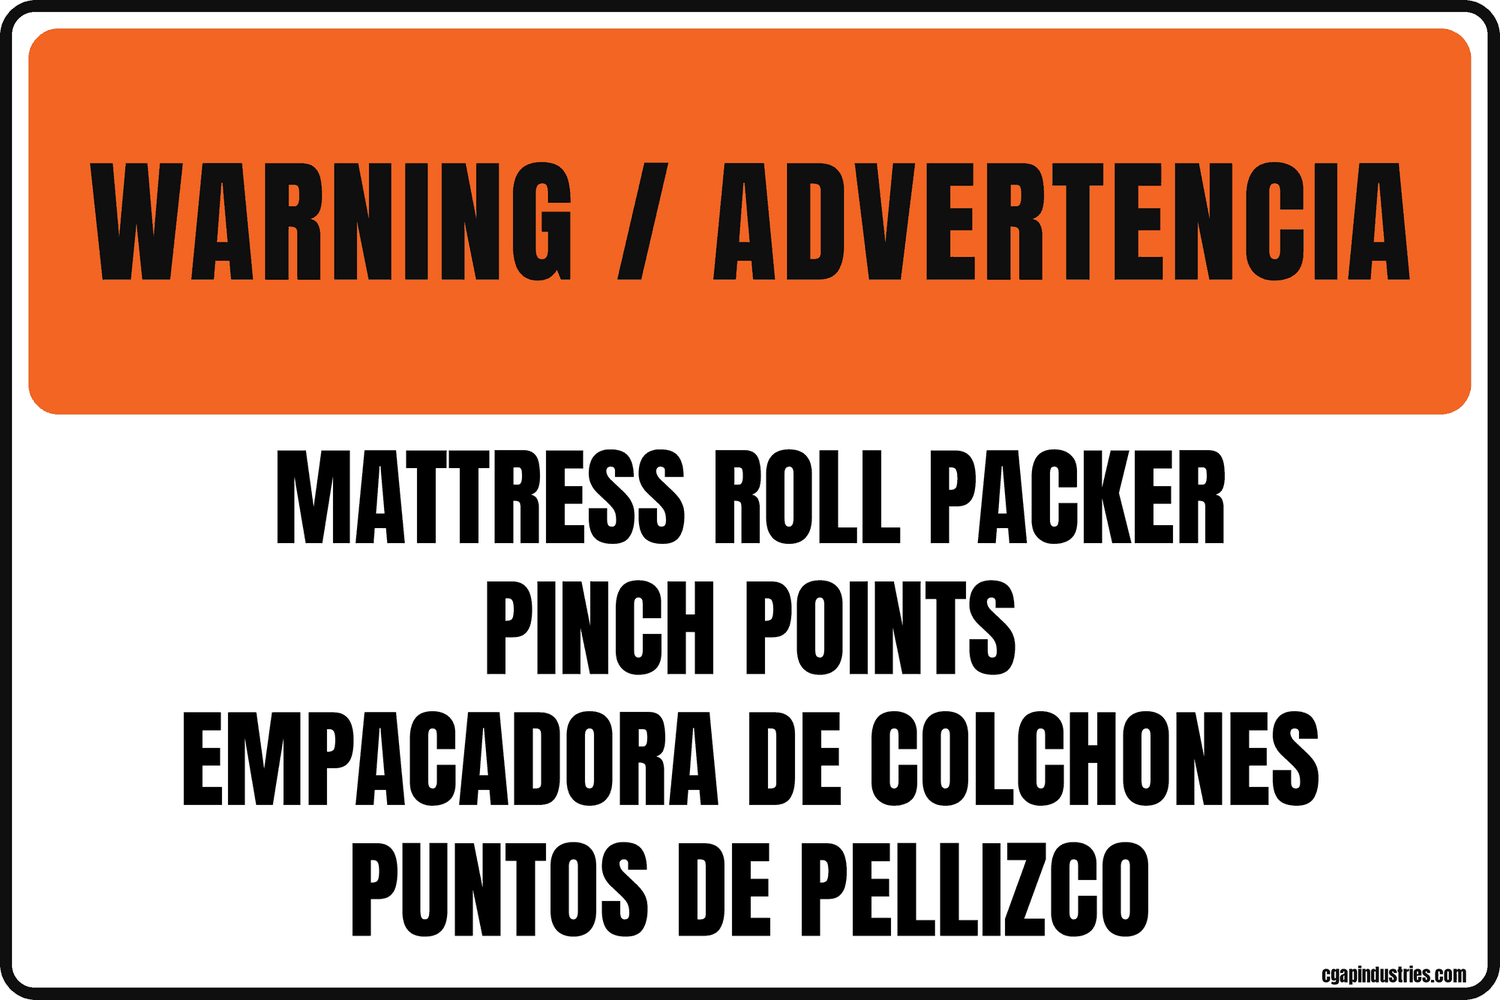 WARNING / ADVERTENCIA
MATTRESS ROLL PACKER
PINCH POINTS
EMPACADORA DE COLCHONES
PUNTOS DE PELLIZCO
cgapindustries.com